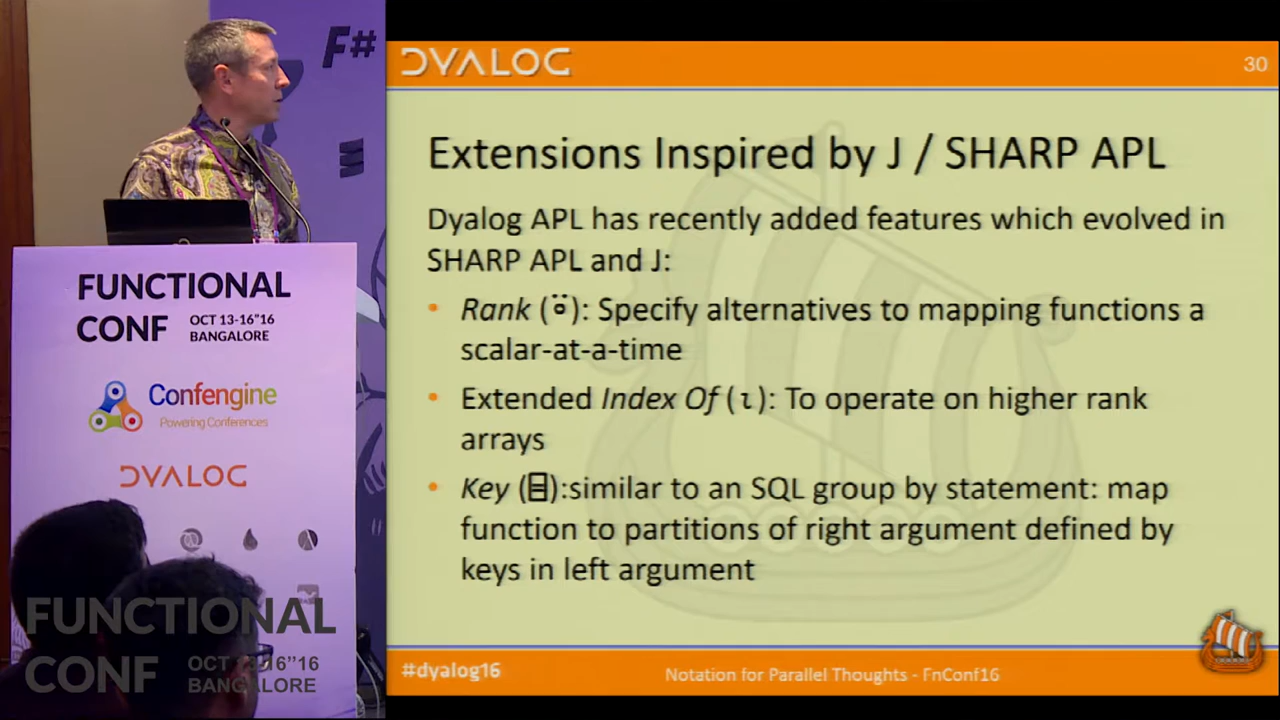 F#
FUNCTIONAL
CONF OCT 13-16"16
BANGALORE
Confengine
Powering Conferences
DYALOG
FUNCTIONAL
CONF OCT 13-16"16
BANGALORE
DYALOG
30
Extensions Inspired by J / SHARP APL
Dyalog APL has recently added features which evolved in
SHARP APL and J:
• Rank (⍤): Specify alternatives to mapping functions a
scalar-at-a-time
• Extended Index Of (⍳): To operate on higher rank
arrays
• Key (⌸):similar to an SQL group by statement: map
function to partitions of right argument defined by
keys in left argument
#dyalog16
Notation for Parallel Thoughts - FnConf16